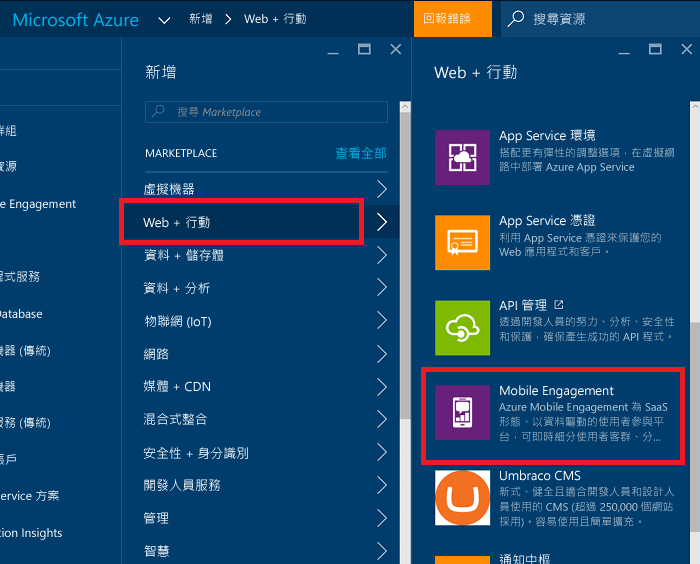 Microsoft Azure
新增
Web + 行動
回報錯誤
搜尋資源
群組
資源
e Engagement
程式服務
Database
機器 (傳統)
機器
服務 (傳統)
帳戶
ervice 方案
tion Insights
新增
搜尋 Marketplace
MARKETPLACE
查看全部
虛擬機器
Web + 行動
資料 + 儲存體
資料 + 分析
物聯網 (IoT)
網路
媒體 + CDN
混合式整合
安全性 + 身分識別
開發人員服務
管理
智慧
Web + 行動
App Service 環境
搭配更有彈性的調整選項，在虛擬網
路中部署 Azure App Service
App Service 憑證
利用 App Service 憑證來保護您的
Web 應用程式和客戶。
API 管理
透過開發人員的努力、分析、安全性
和保護，確保產生成功的 API 程式。
Mobile Engagement
Azure Mobile Engagement 為 SaaS
形態、以資料驅動的使用者參與平
台，可即時細分使用者客群、分...
Umbraco CMS
新式、健全且適合開發人員和設計人
員使用的 CMS (超過 250,000 個網站
採用)。容易使用且簡單擴充。
通知中樞